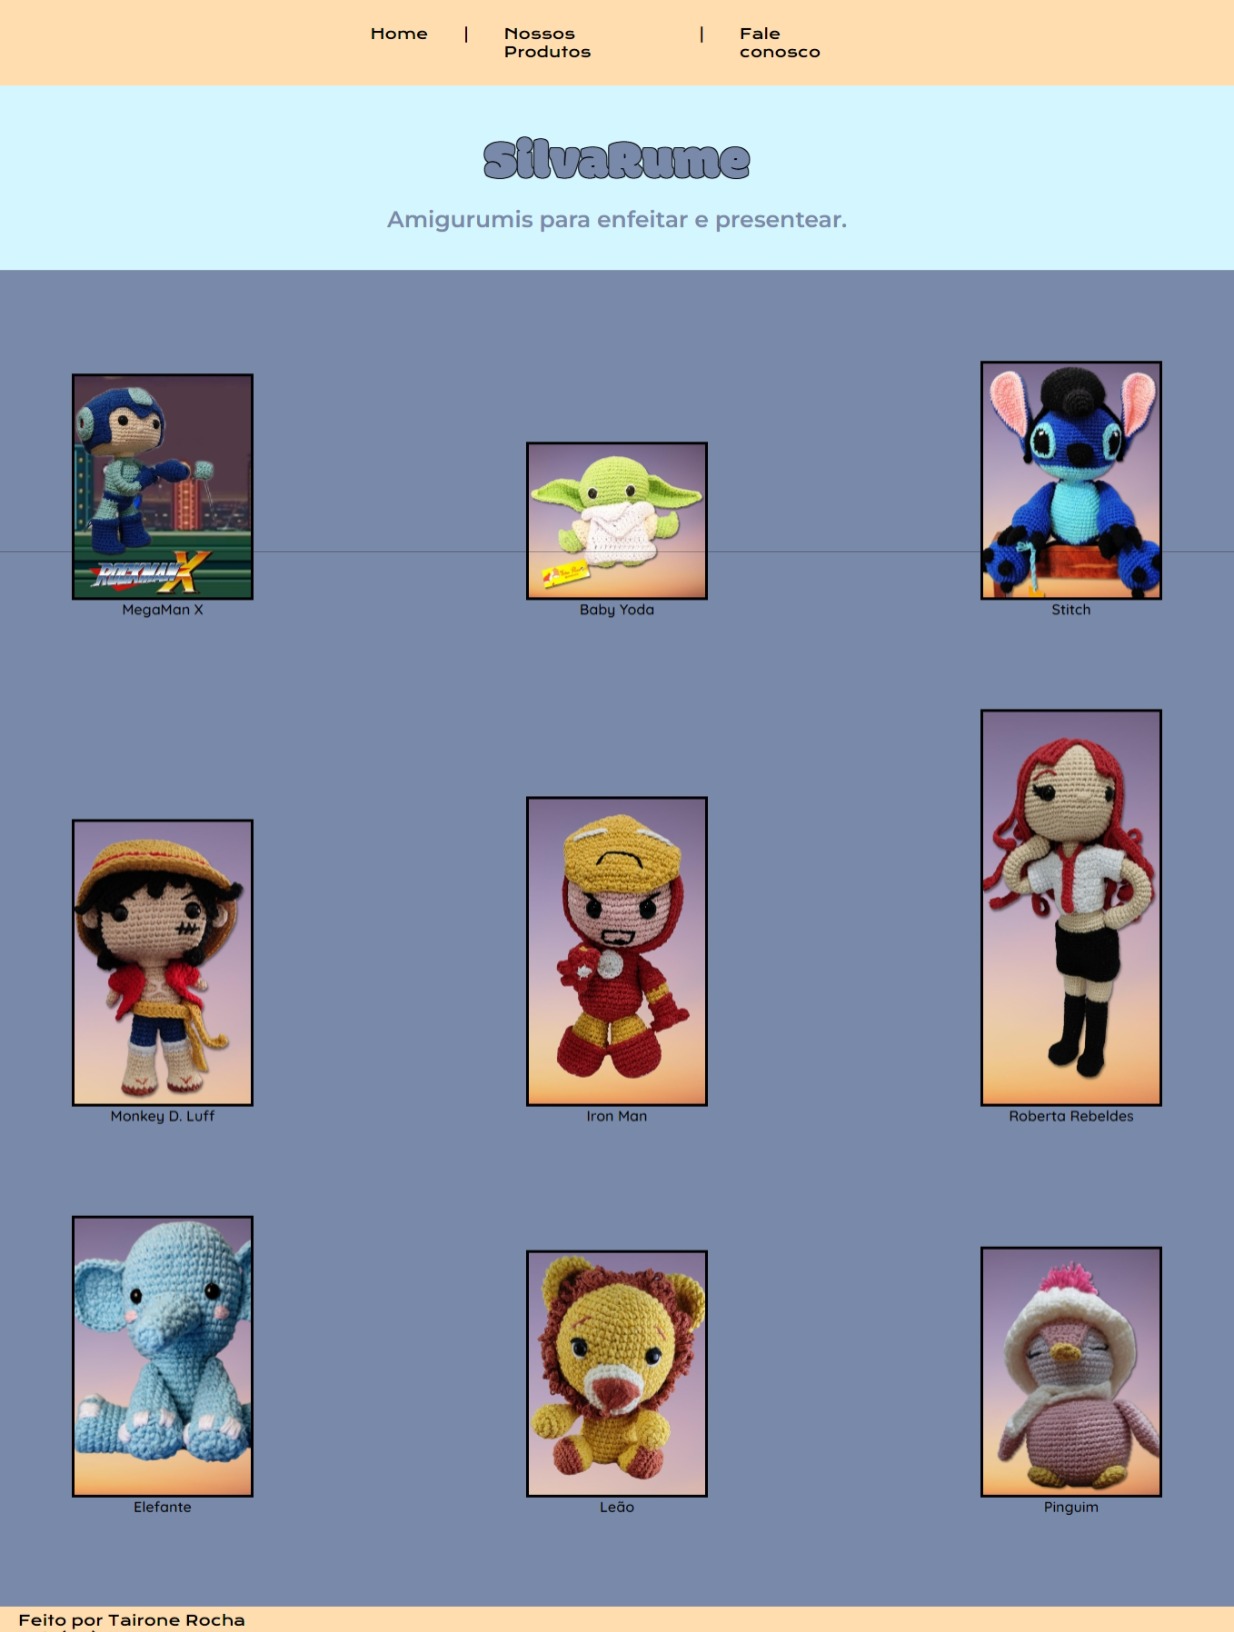 Home | Nossos | Fale
Produtos conosco
SilvaRume
Amigurumis para enfeitar e presentear.
ROCKMAN X
MegaMan X
Baby Yoda
Stitch
Monkey D. Luff
Iron Man
Roberta Rebeldes
Elefante
Leão
Pinguim
Feito por Tairone Rocha